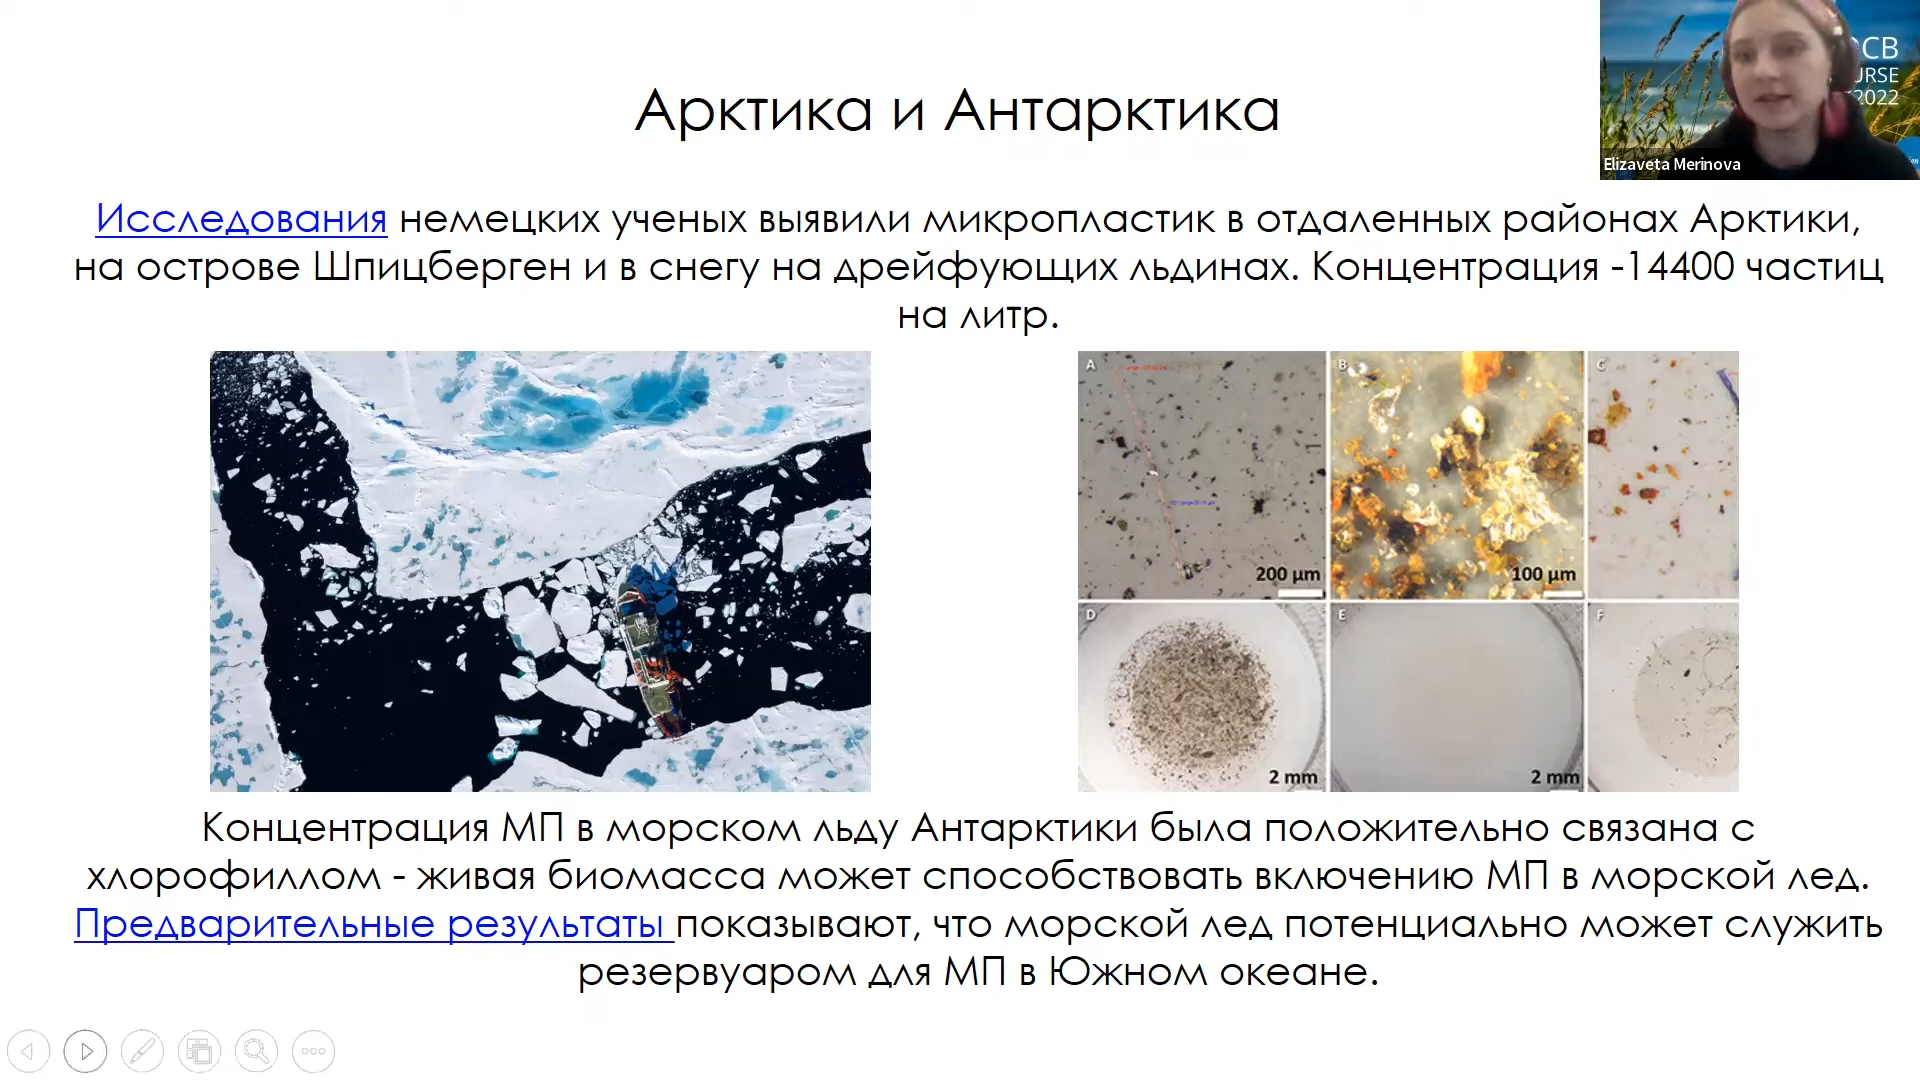 Арктика и Антарктика
CB
URSE
2022
Elizaveta Merinova
Исследования немецких ученых выявили микропластик в отдаленных районах Арктики,
на острове Шпицберген и в снегу на дрейфующих льдинах. Концентрация -14400 частиц
на литр.
A
B
C
200 µm
100 µm
D
E
F
2 mm
2 mm
Концентрация МП в морском льду Антарктики была положительно связана с
хлорофиллом - живая биомасса может способствовать включению МП в морской лед.
Предварительные результаты показывают, что морской лед потенциально может служить
резервуаром для МП в Южном океане.